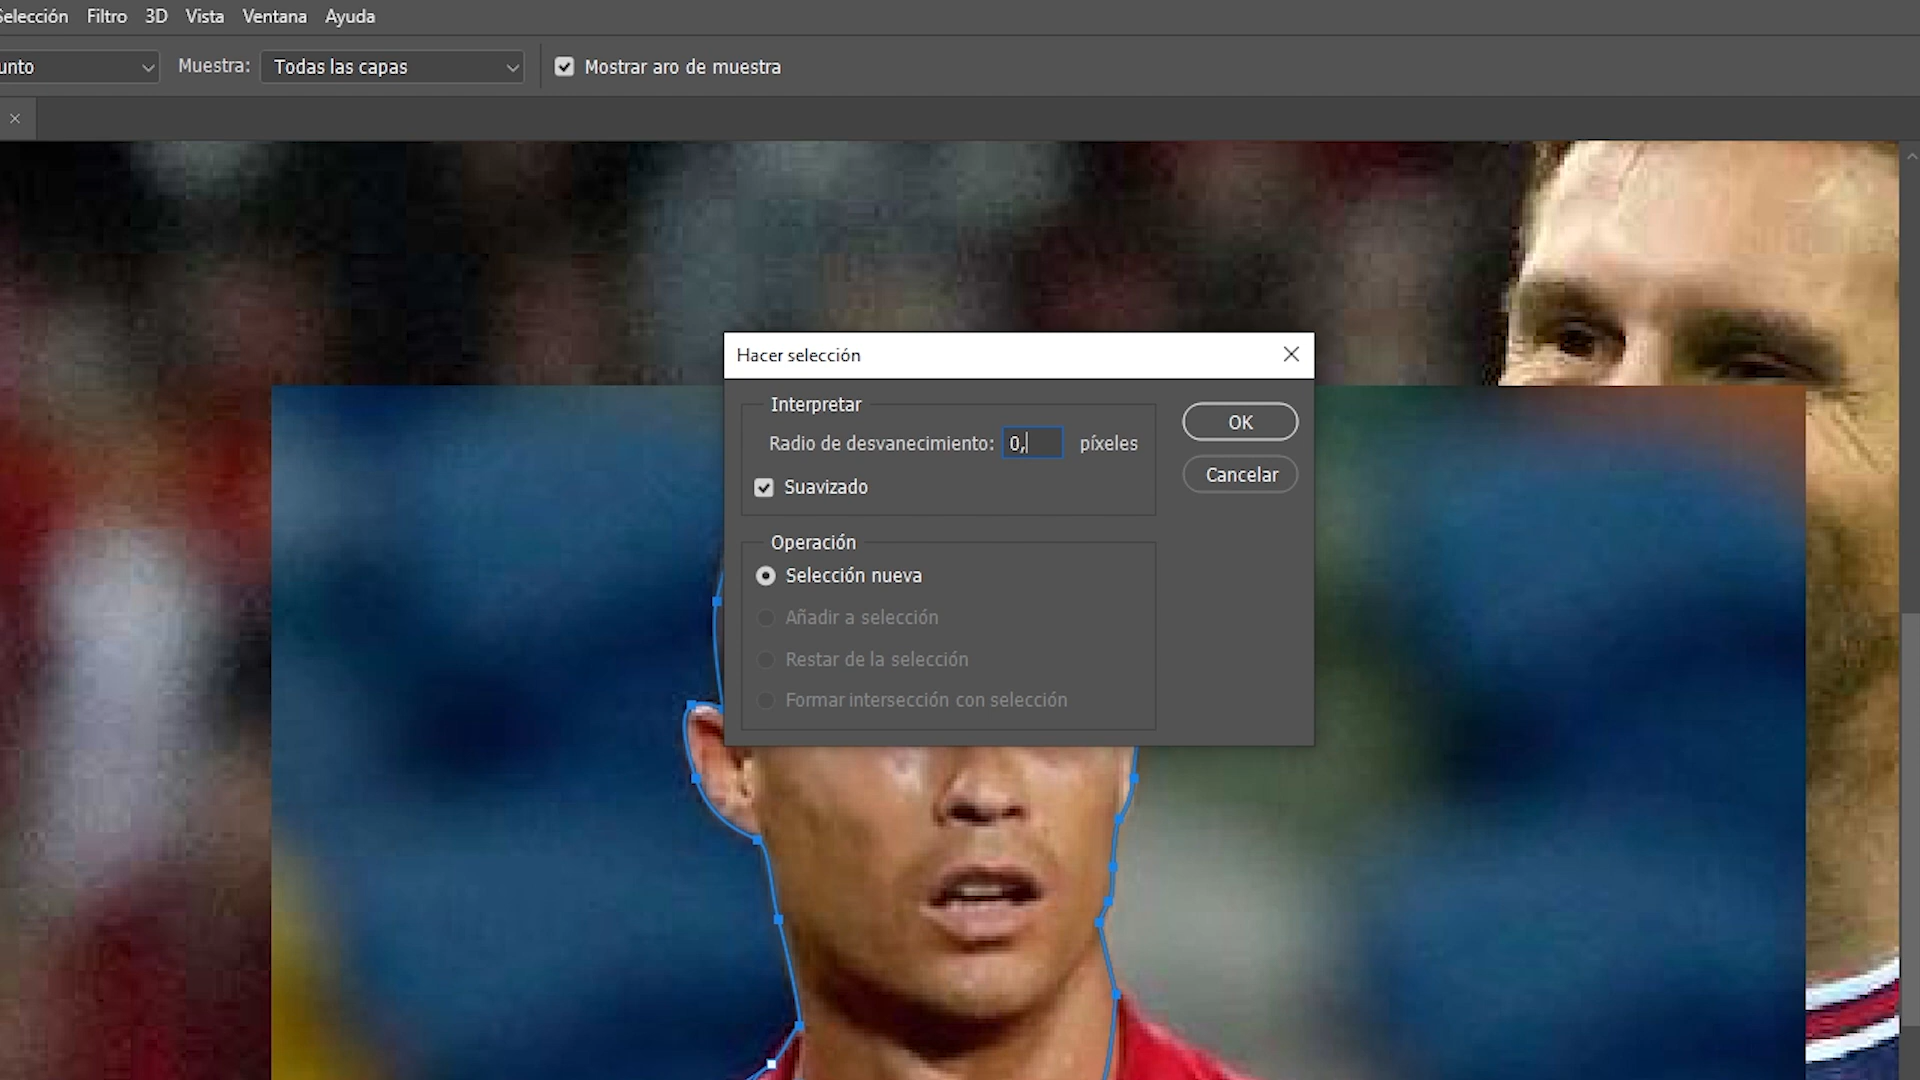 Selección Filtro 3D Vista Ventana Ayuda
unto Muestra: Todas las capas Mostrar aro de muestra
Hacer selección
Interpretar
Radio de desvanecimiento: 0, píxeles
OK
Suavizado
Cancelar
Operación
Selección nueva
Añadir a selección
Restar de la selección
Formar intersección con selección